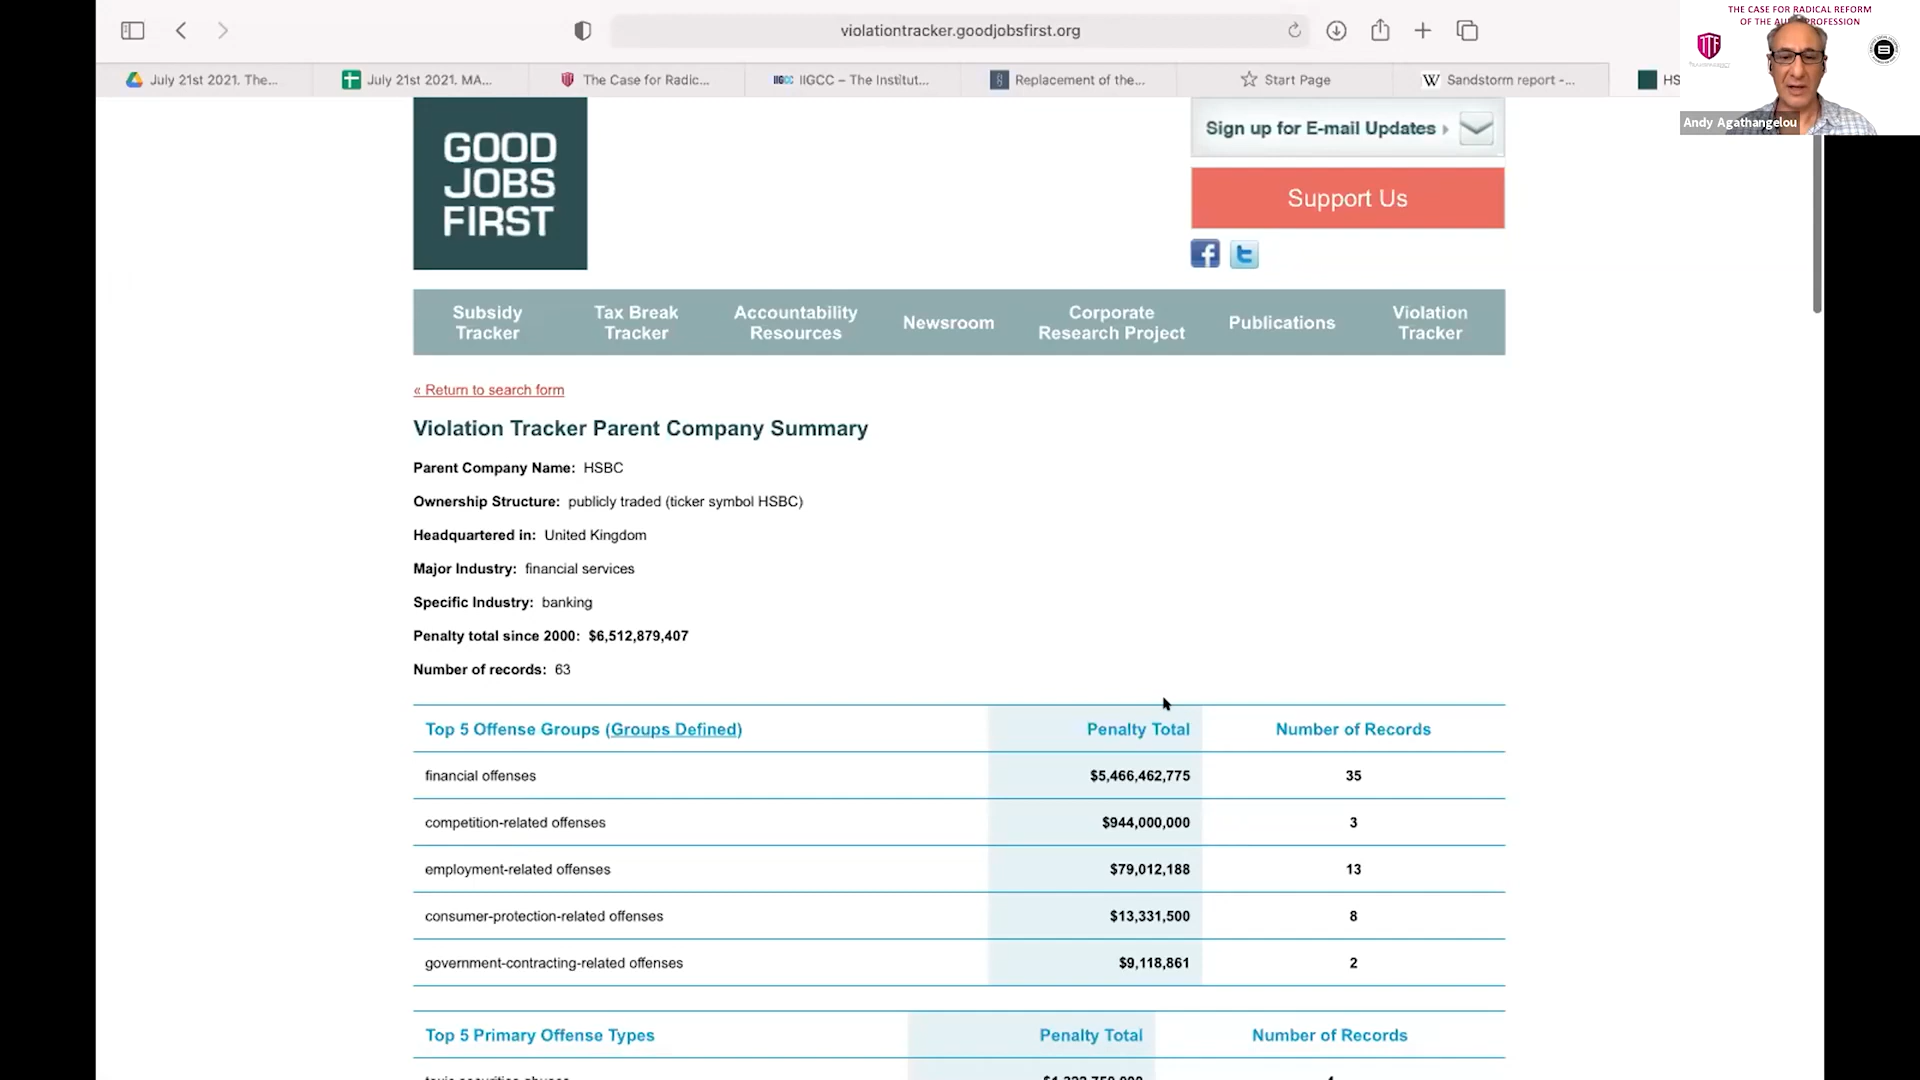 violationtracker.goodjobsfirst.org
THE CASE FOR RADICAL REFORM
OF THE AUDIT PROFESSION
July 21st 2021. The...
July 21st 2021. MA...
The Case for Radic...
IIGCC IIGCC – The Institut...
Replacement of the...
Start Page
W Sandstorm report -...
HS
TTF
Andy Agathangelou
GOOD
JOBS
FIRST
Sign up for E-mail Updates
Support Us
Subsidy
Tracker
Tax Break
Tracker
Accountability
Resources
Newsroom
Corporate
Research Project
Publications
Violation
Tracker
« Return to search form
Violation Tracker Parent Company Summary
Parent Company Name: HSBC
Ownership Structure: publicly traded (ticker symbol HSBC)
Headquartered in: United Kingdom
Major Industry: financial services
Specific Industry: banking
Penalty total since 2000: $6,512,879,407
Number of records: 63
Top 5 Offense Groups (Groups Defined) Penalty Total Number of Records
financial offenses $5,466,462,775 35
competition-related offenses $944,000,000 3
employment-related offenses $79,012,188 13
consumer-protection-related offenses $13,331,500 8
government-contracting-related offenses $9,118,861 2
Top 5 Primary Offense Types Penalty Total Number of Records